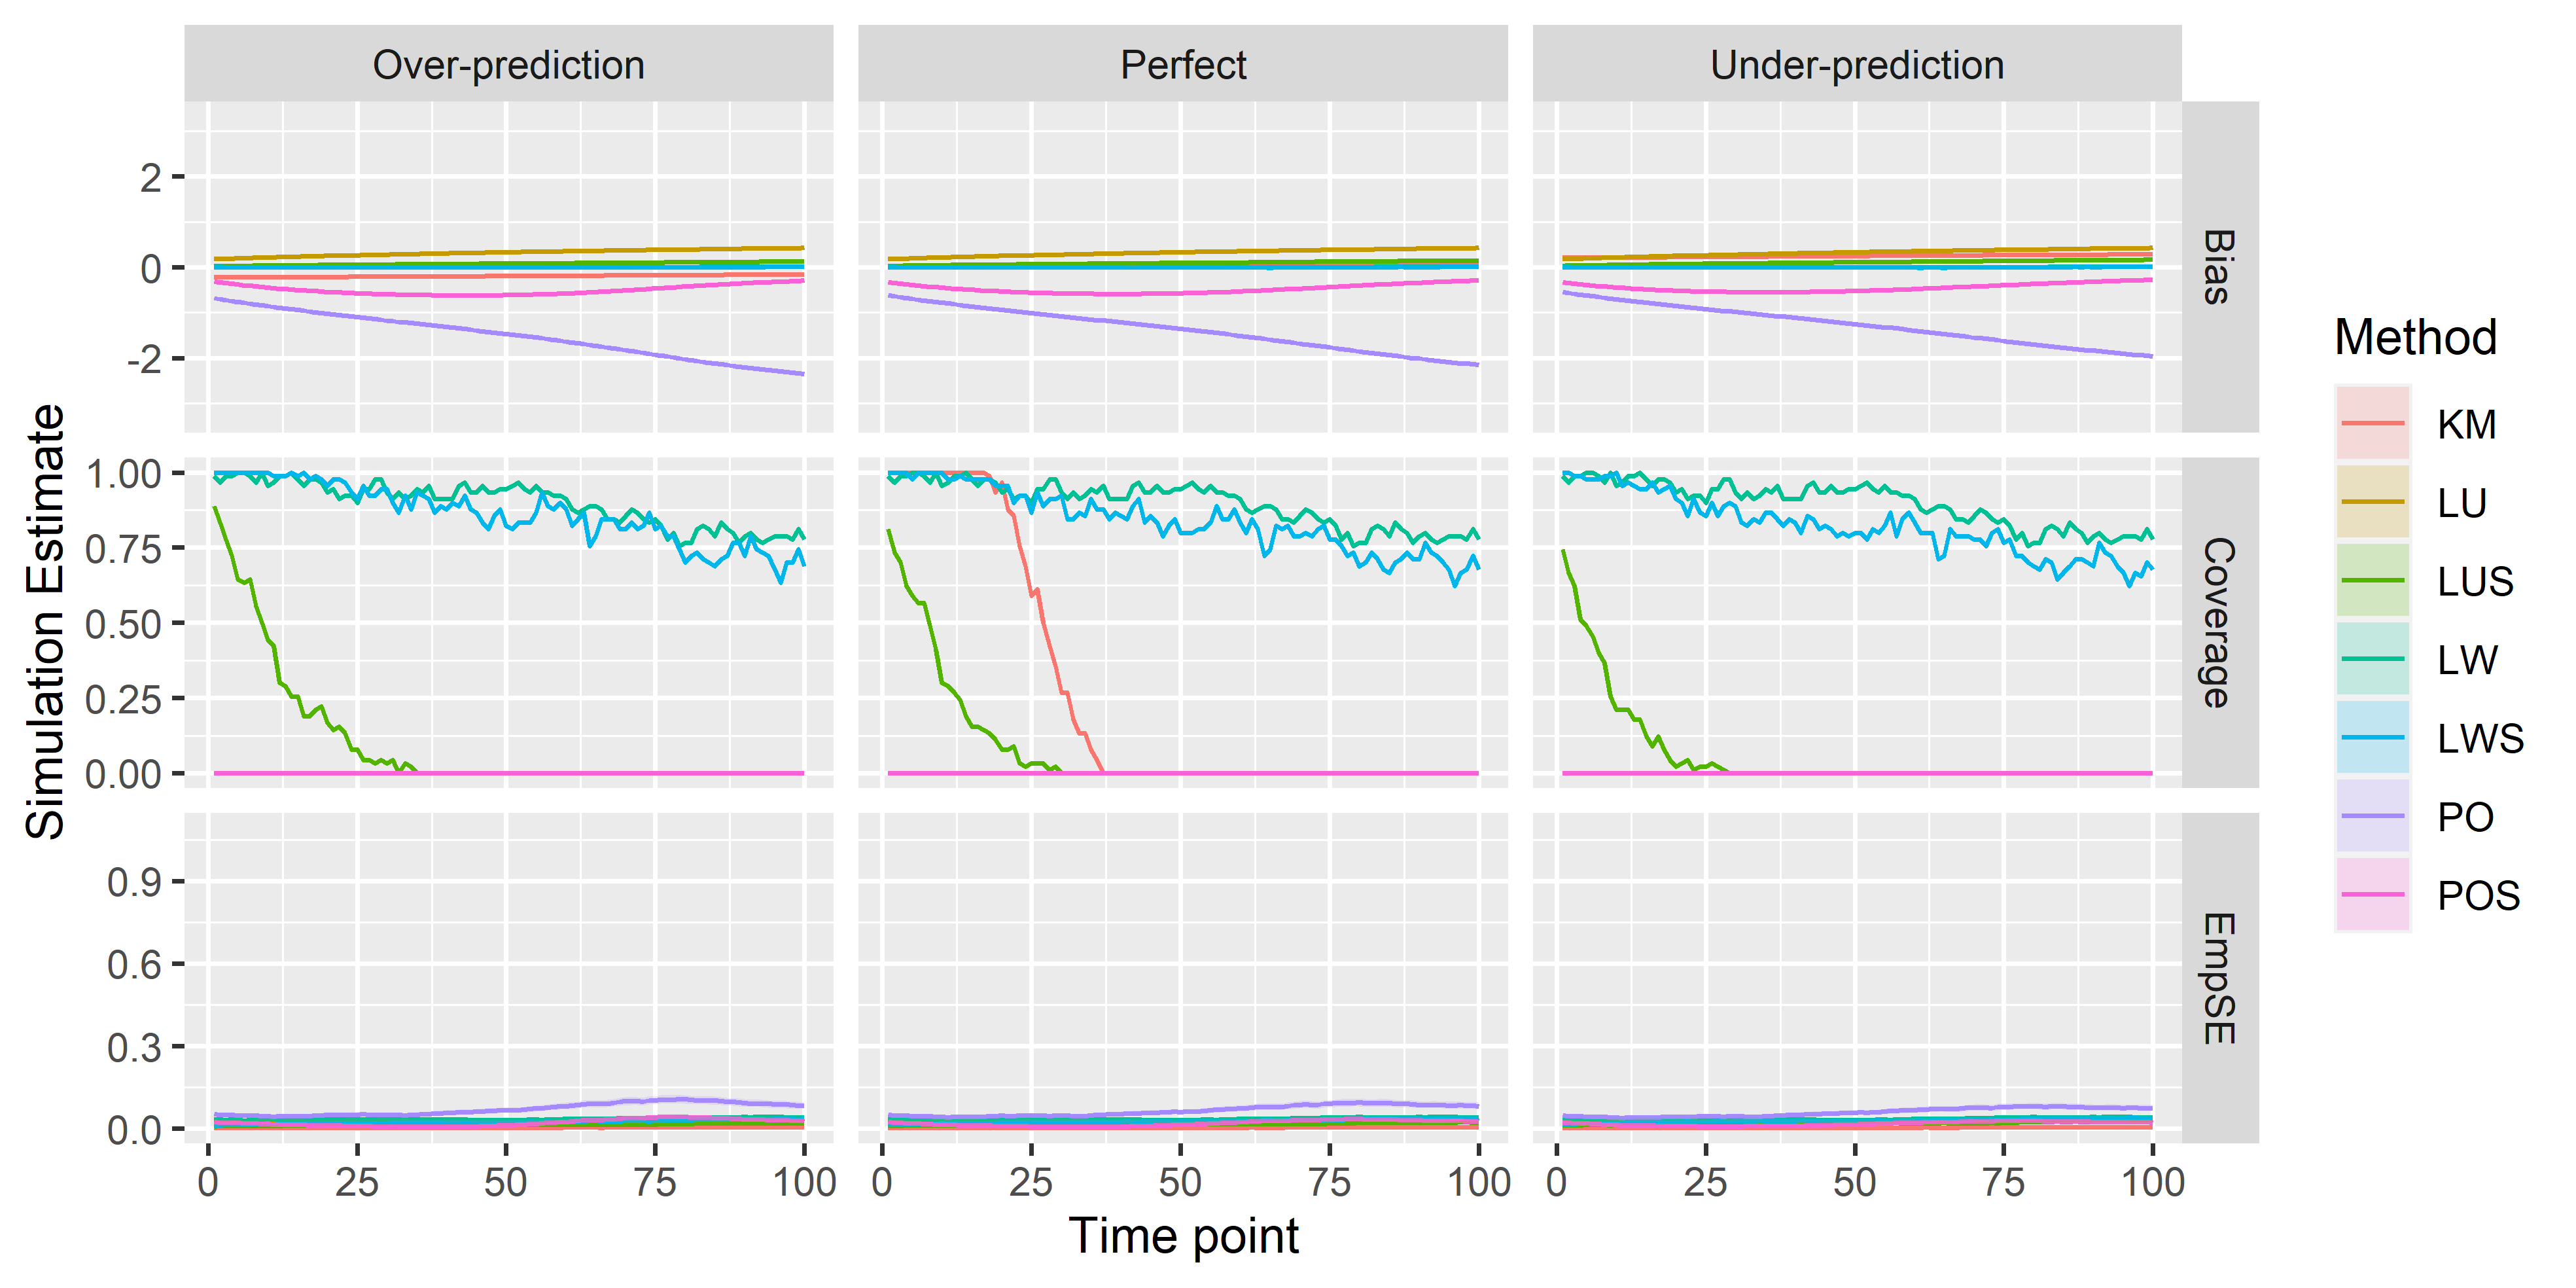 Over-prediction
Perfect
Under-prediction
Simulation Estimate
2
0
-2
Bias
1.00
0.75
0.50
0.25
0.00
Coverage
0.9
0.6
0.3
0.0
EmpSE
0 25 50 75 100
0 25 50 75 100
0 25 50 75 100
Time point
Method
KM
LU
LUS
LW
LWS
PO
POS